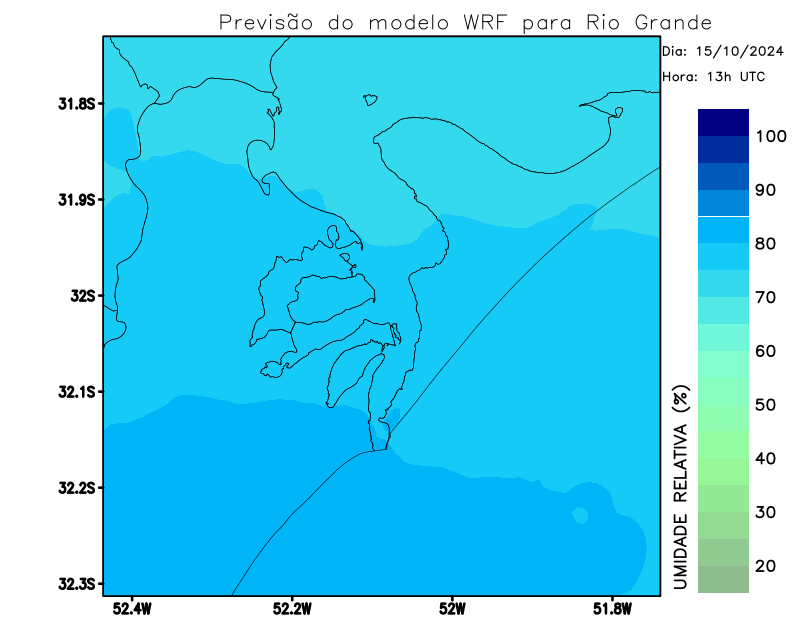 Previsão do modelo WRF para Rio Grande
Dia: 15/10/2024
Hora: 13h UTC
31.8S
31.9S
32S
32.1S
32.2S
32.3S
52.4W
52.2W
52W
51.8W
100
90
80
70
60
50
40
30
20
UMIDADE RELATIVA (%)